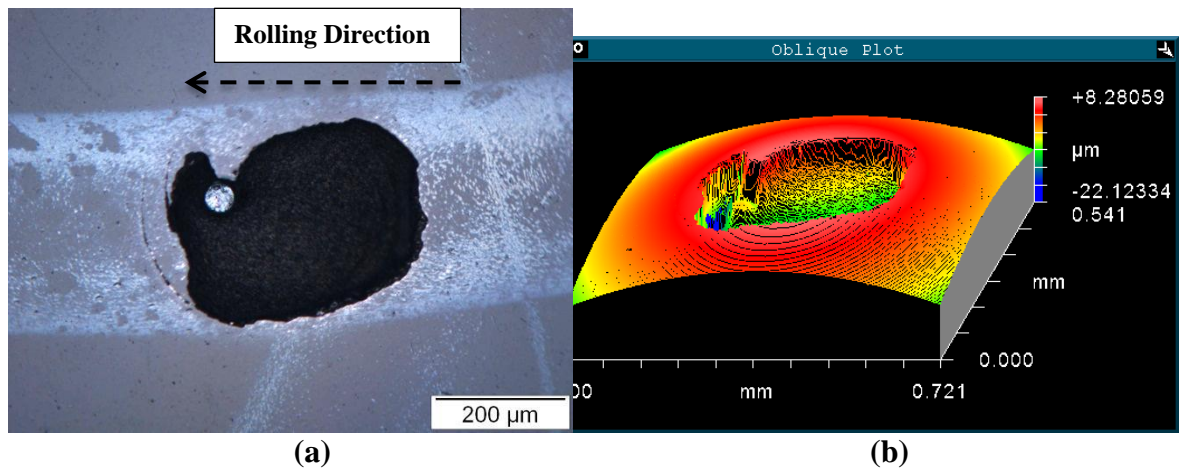 Rolling Direction
200 µm
(a)
Oblique Plot
+8.28059
µm
-22.12334
0.541
mm
0.000
00
mm
0.721
(b)